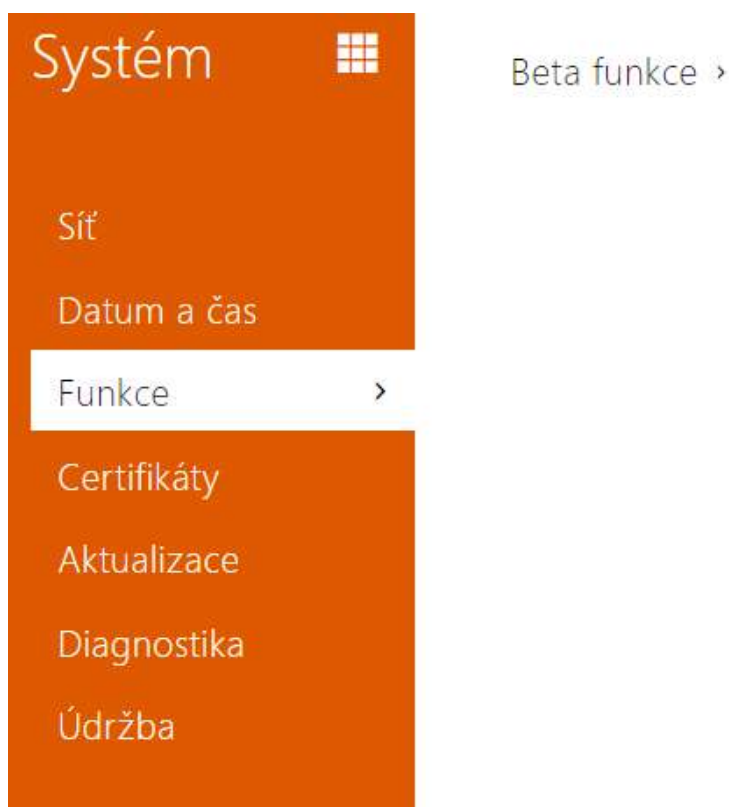 Systém
Síť
Datum a čas
Funkce
Certifikáty
Aktualizace
Diagnostika
Údržba
Beta funkce